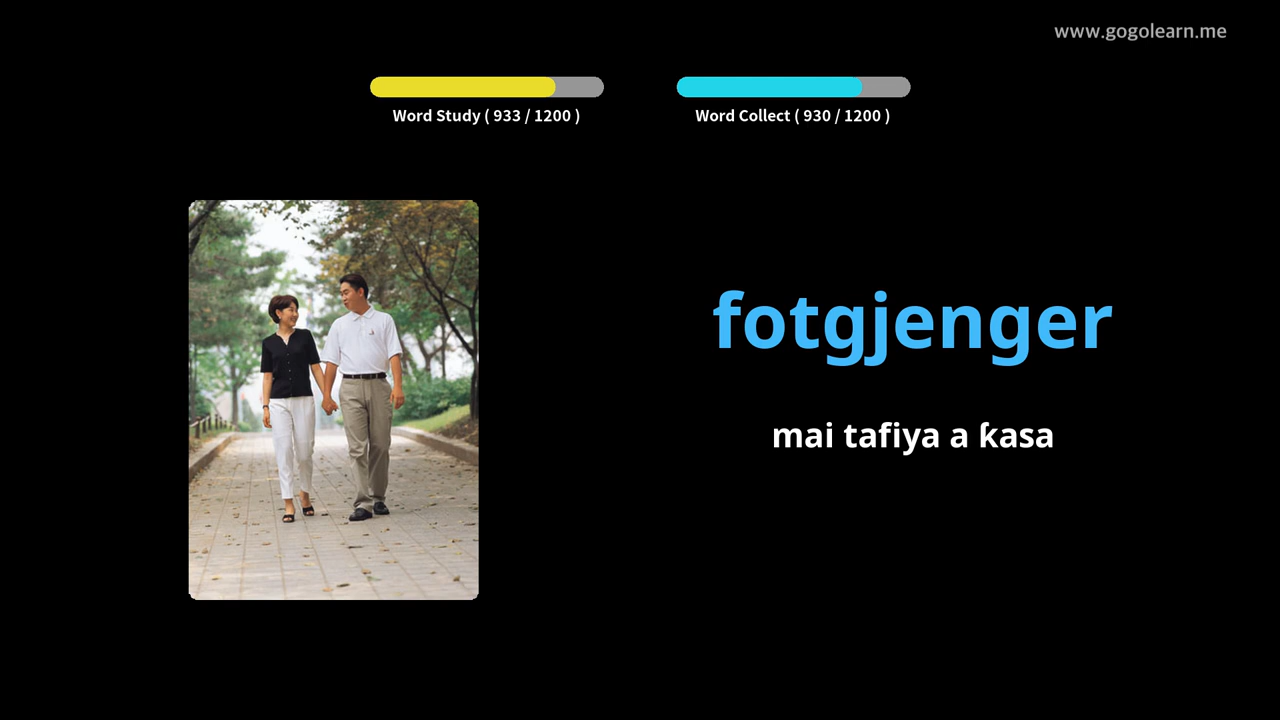 www.gogolearn.me
Word Study ( 933 / 1200 )
Word Collect ( 930 / 1200 )
fotgjenger
mai tafiya a ƙasa